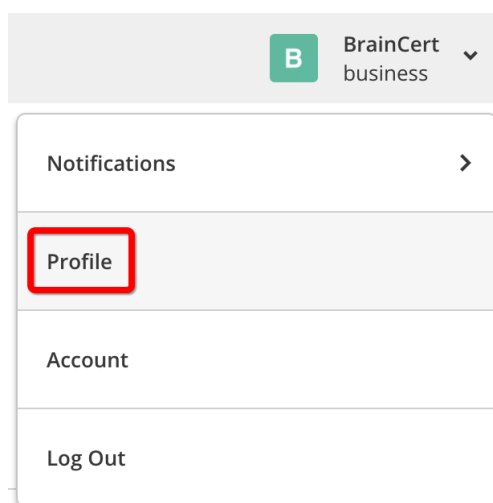 B
BrainCert
business
Notifications
Profile
Account
Log Out